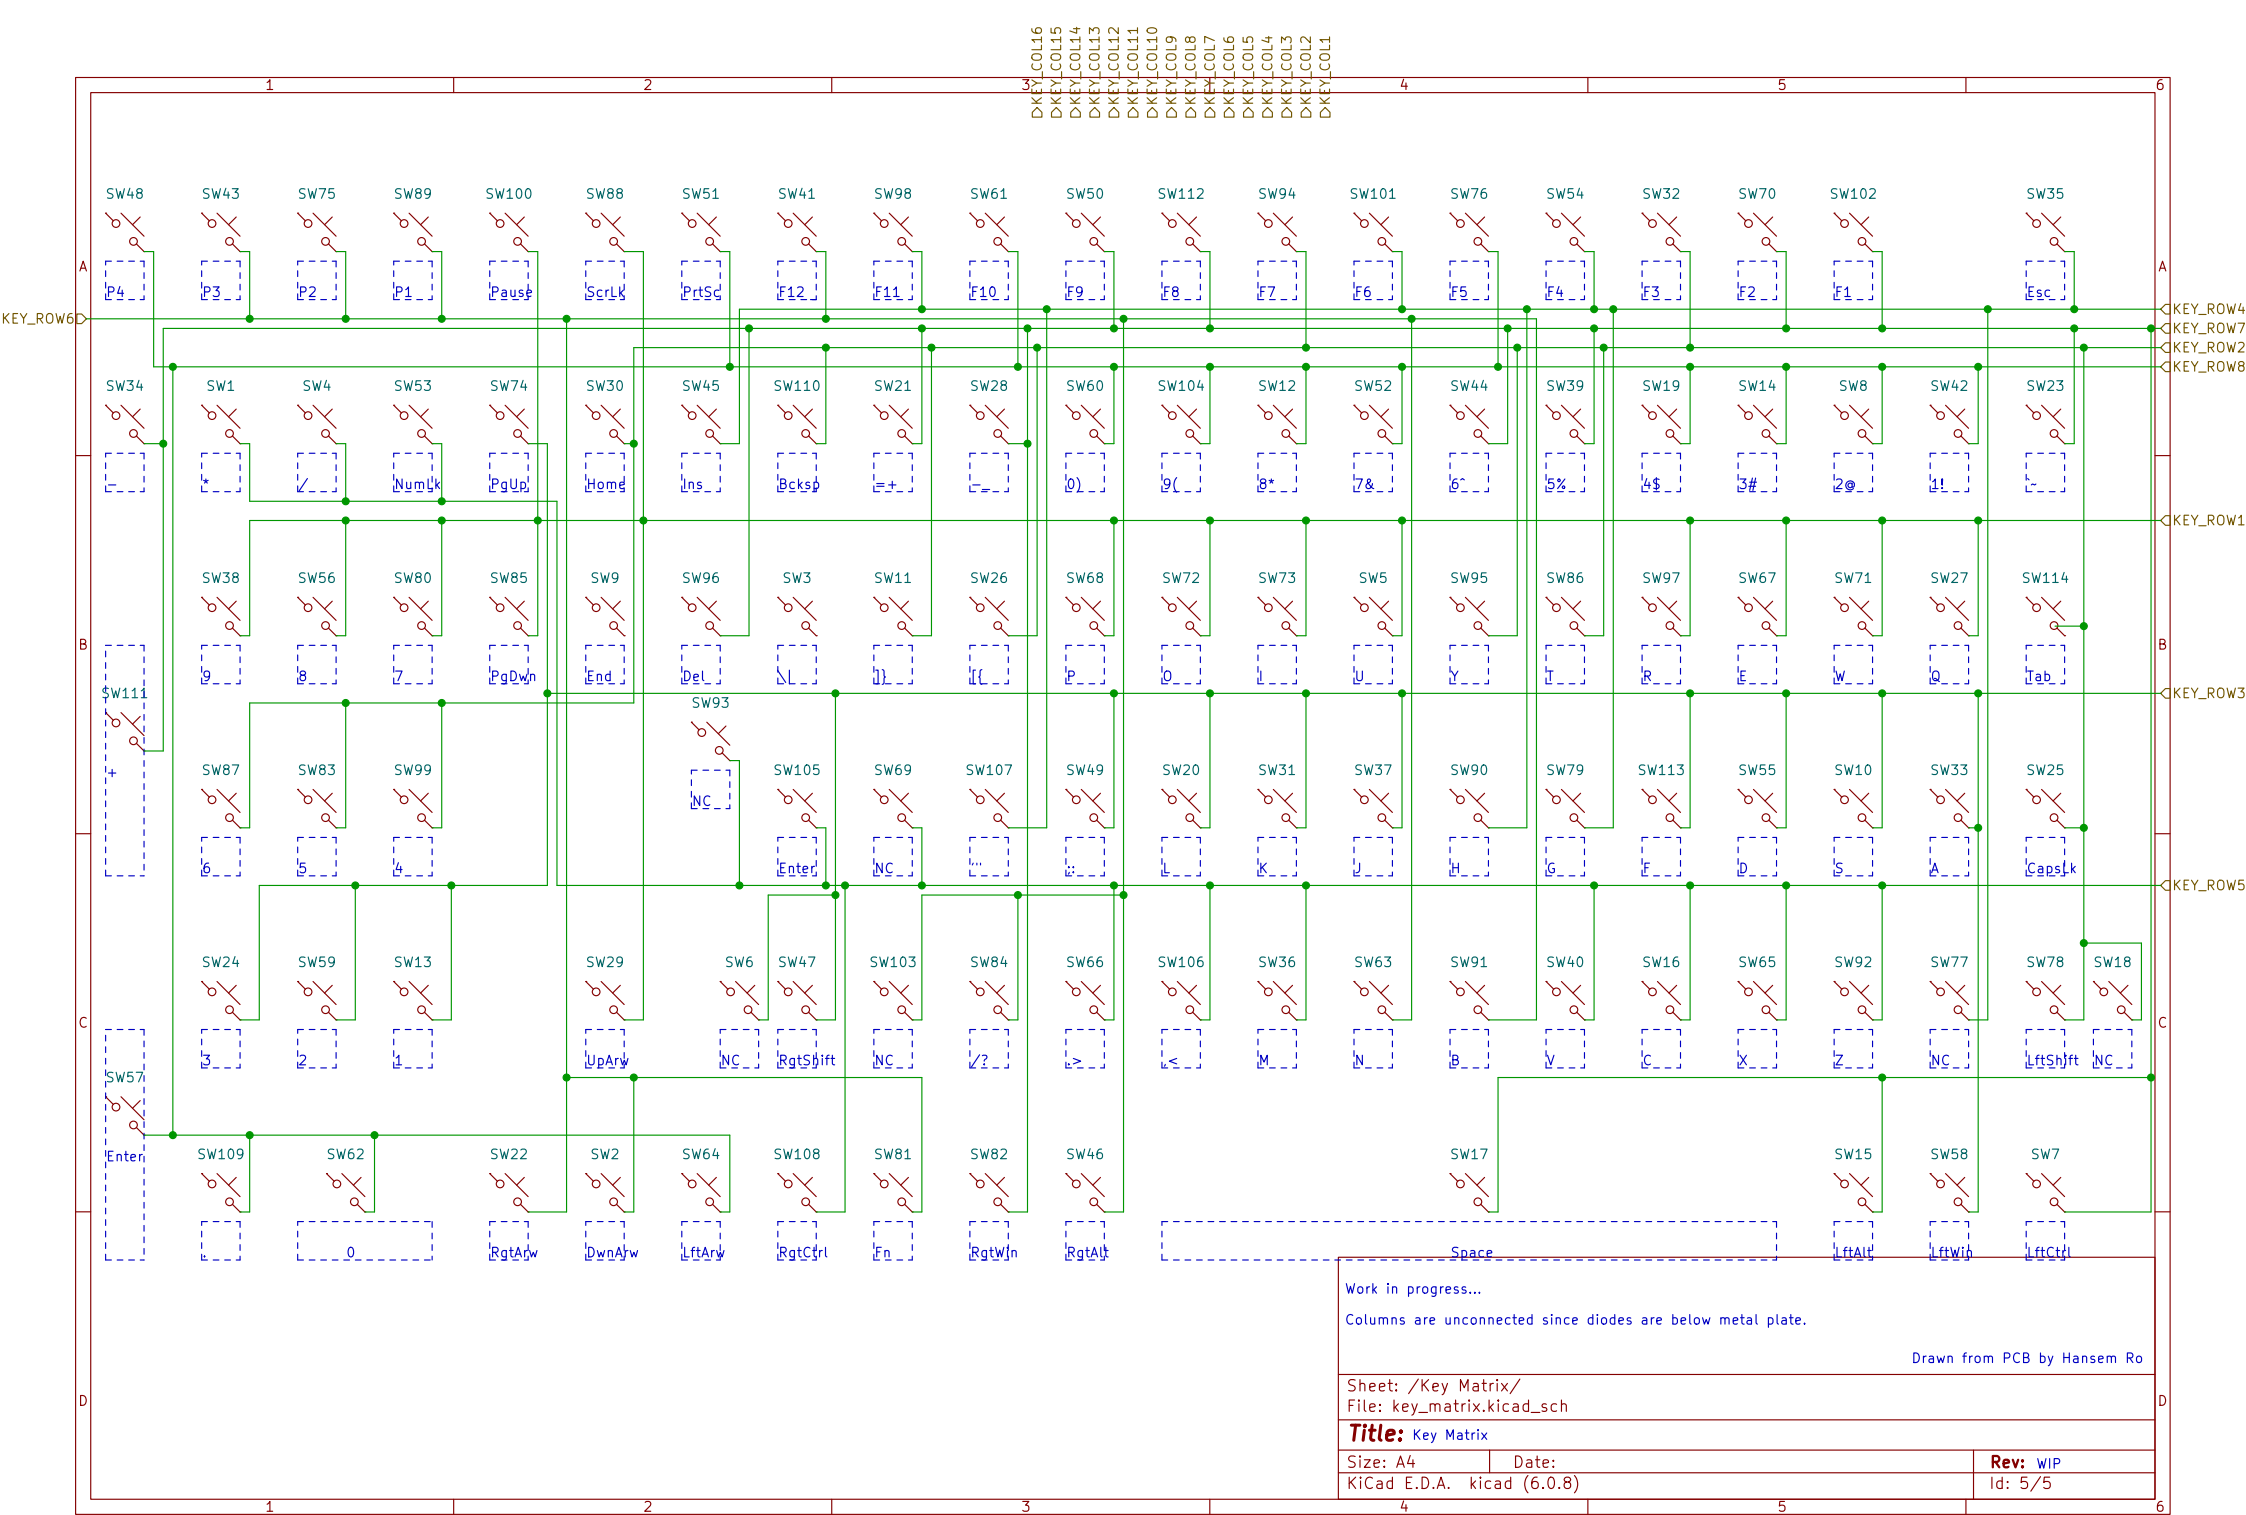 KEY_COL16
KEY_COL15
KEY_COL14
KEY_COL13
KEY_COL12
KEY_COL11
KEY_COL10
KEY_COL9
KEY_COL8
KEY_COL7
KEY_COL6
KEY_COL5
KEY_COL4
KEY_COL3
KEY_COL2
KEY_COL1
1 2 3 4 5 6
SW48 SW43 SW75 SW89 SW100 SW88 SW51 SW41 SW98 SW61 SW50 SW112 SW94 SW101 SW76 SW54 SW32 SW70 SW102 SW35
A A
P4 P3 P2 P1 Pause ScrLk PrtSc F12 F11 F10 F9 F8 F7 F6 F5 F4 F3 F2 F1 Esc
KEY_ROW4
KEY_ROW6
KEY_ROW7
KEY_ROW2
KEY_ROW8
SW34 SW1 SW4 SW53 SW74 SW30 SW45 SW110 SW21 SW28 SW60 SW104 SW12 SW52 SW44 SW39 SW19 SW14 SW8 SW42 SW23
- * / NumLk PgUp Home Ins Bcksp =+ -_ 0) 9( 8* 7& 6^ 5% 4$ 3# 2@ 1! `~
KEY_ROW1
SW38 SW56 SW80 SW85 SW9 SW96 SW3 SW11 SW26 SW68 SW72 SW73 SW5 SW95 SW86 SW97 SW67 SW71 SW27 SW114
B B
9 8 7 PgDwn End Del \| ]} [{ P O I U Y T R E W Q Tab
SW111 KEY_ROW3
SW93
SW87 SW83 SW99 SW105 SW69 SW107 SW49 SW20 SW31 SW37 SW90 SW79 SW113 SW55 SW10 SW33 SW25
+
NC
6 5 4 Enter NC '" ;: L K J H G F D S A CapsLk
KEY_ROW5
SW24 SW59 SW13 SW29 SW6 SW47 SW103 SW84 SW66 SW106 SW36 SW63 SW91 SW40 SW16 SW65 SW92 SW77 SW78 SW18
C C
3 2 1 UpArw NC RgtShift NC /? .> ,< M N B V C X Z NC LftShft NC
SW57
Enter
SW109 SW62 SW22 SW2 SW64 SW108 SW81 SW82 SW46 SW17 SW15 SW58 SW7
. 0 RgtArw DwnArw LftArw RgtCtrl Fn RgtWin RgtAlt Space LftAlt LftWin LftCtrl
Work in progress...
Columns are unconnected since diodes are below metal plate.
Drawn from PCB by Hansem Ro
Sheet: /Key Matrix/
D D
File: key_matrix.kicad_sch
Title: Key Matrix
Size: A4 Date: Rev: WIP
KiCad E.D.A. kicad (6.0.8) Id: 5/5
1 2 3 4 5 6